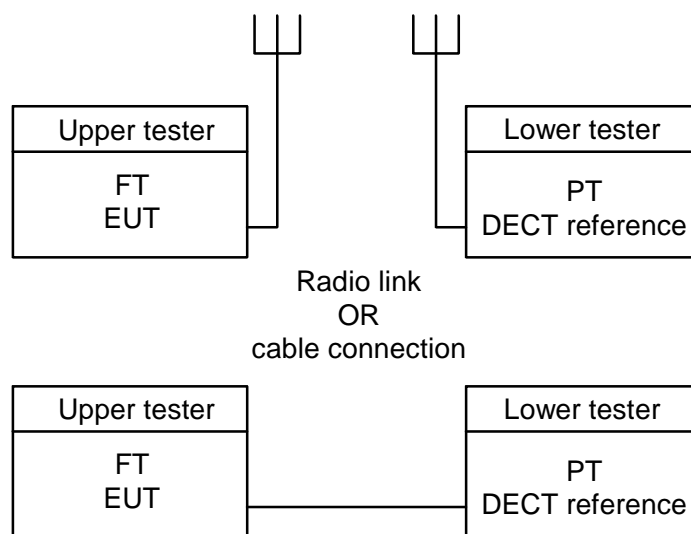 Upper tester
FT
EUT
Lower tester
PT
DECT reference
Radio link
OR
cable connection
Upper tester
FT
EUT
Lower tester
PT
DECT reference